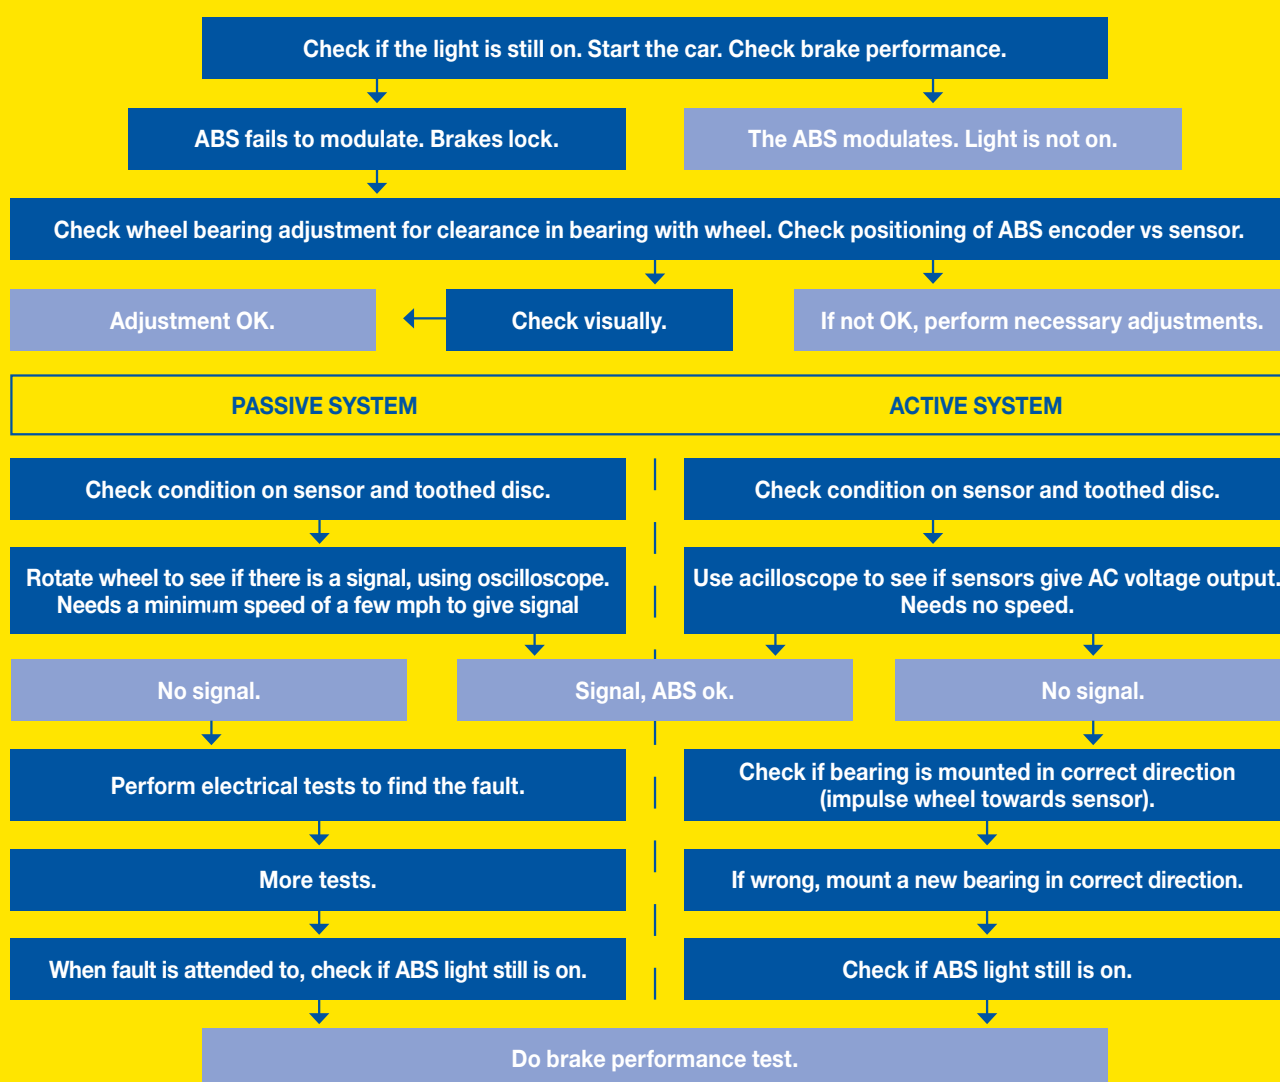 Check if the light is still on. Start the car. Check brake performance.
ABS fails to modulate. Brakes lock.
The ABS modulates. Light is not on.
Check wheel bearing adjustment for clearance in bearing with wheel. Check positioning of ABS encoder vs sensor.
Adjustment OK.
Check visually.
If not OK, perform necessary adjustments.
PASSIVE SYSTEM
ACTIVE SYSTEM
Check condition on sensor and toothed disc.
Check condition on sensor and toothed disc.
Rotate wheel to see if there is a signal, using oscilloscope.
Needs a minimum speed of a few mph to give signal
Use acilloscope to see if sensors give AC voltage output.
Needs no speed.
No signal.
Signal, ABS ok.
No signal.
Perform electrical tests to find the fault.
Check if bearing is mounted in correct direction
(impulse wheel towards sensor).
More tests.
If wrong, mount a new bearing in correct direction.
When fault is attended to, check if ABS light still is on.
Check if ABS light still is on.
Do brake performance test.